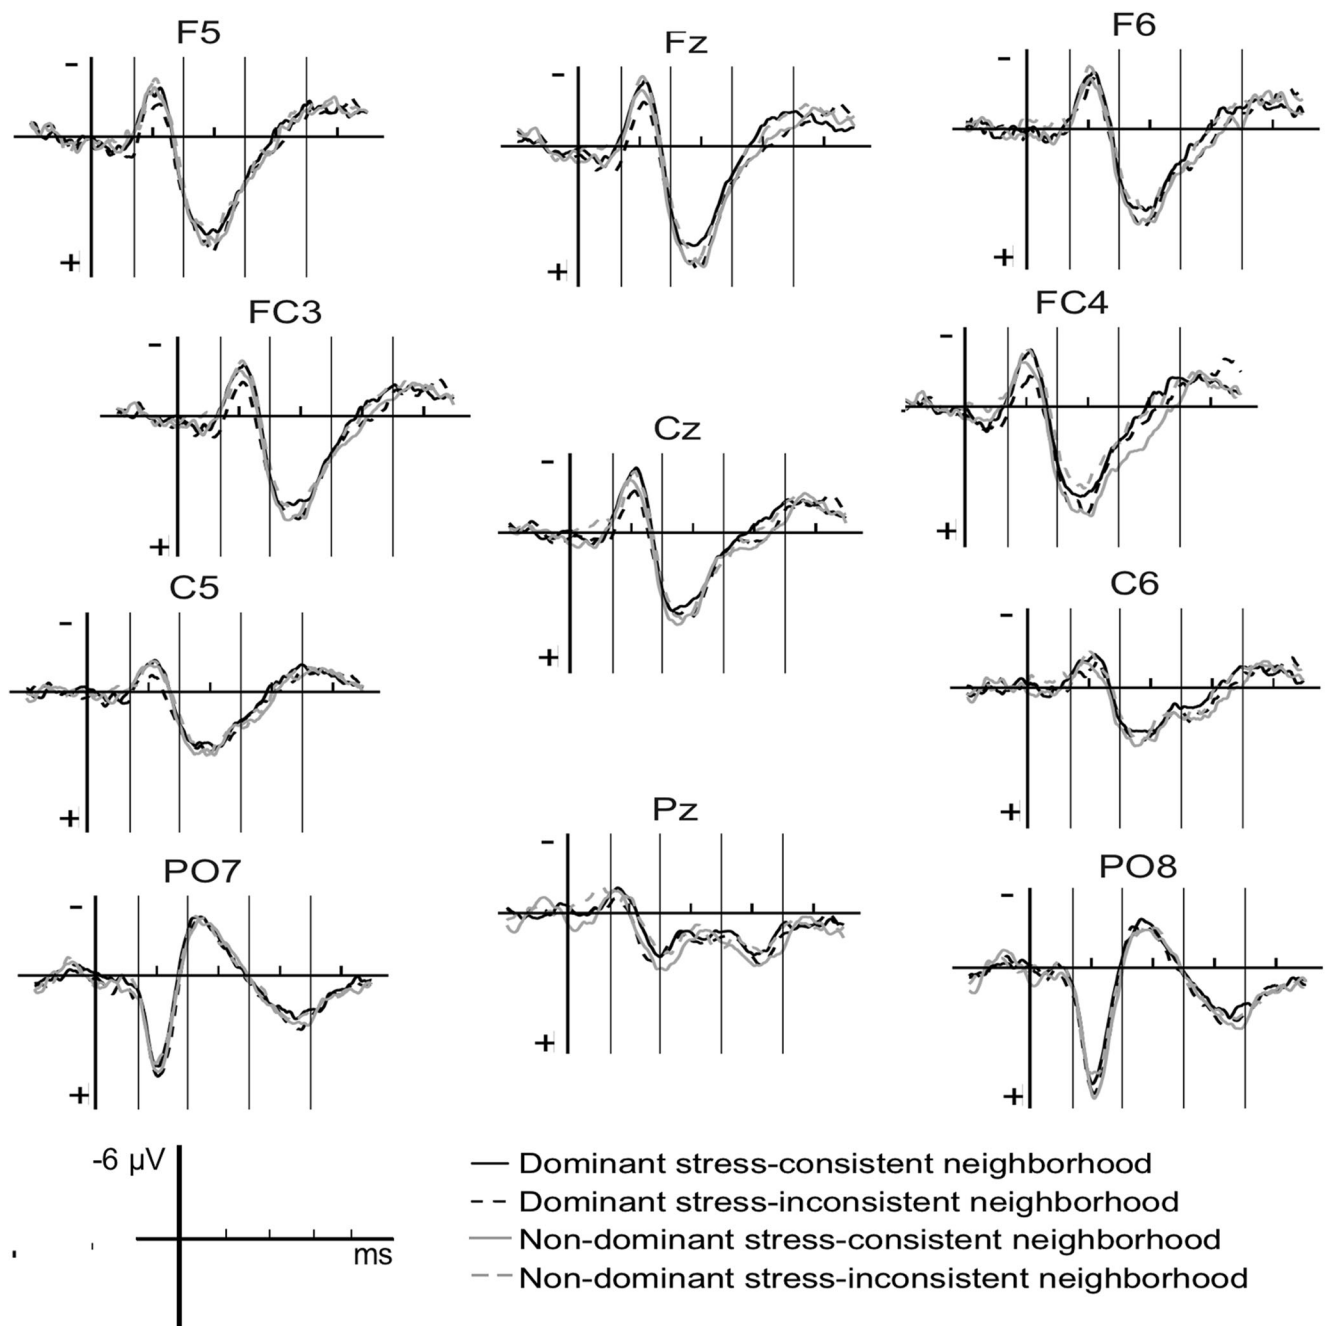 F5
Fz
F6
-
-
-
+
+
+
FC3
FC4
-
-
+
+
Cz
-
+
C5
C6
-
-
+
+
Pz
-
+
PO7
PO8
-
-
+
+
-6 µV
ms
Dominant stress-consistent neighborhood
Dominant stress-inconsistent neighborhood
Non-dominant stress-consistent neighborhood
Non-dominant stress-inconsistent neighborhood